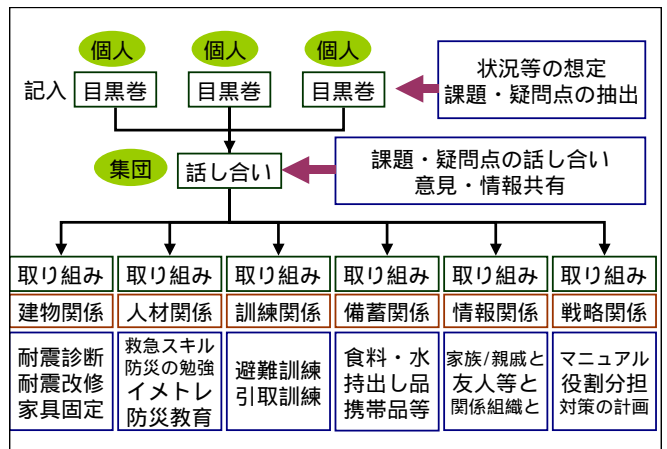 個人 個人 個人
記入 目黒巻 目黒巻 目黒巻
状況等の想定
課題・疑問点の抽出
集団 話し合い
課題・疑問点の話し合い
意見・情報共有
取り組み 取り組み 取り組み 取り組み 取り組み 取り組み
建物関係 人材関係 訓練関係 備蓄関係 情報関係 戦略関係
耐震診断
耐震改修
家具固定
救急スキル
防災の勉強
イメトレ
防災教育
避難訓練
引取訓練
食料・水
持出し品
携帯品等
家族/親戚と
友人等と
関係組織と
マニュアル
役割分担
対策の計画